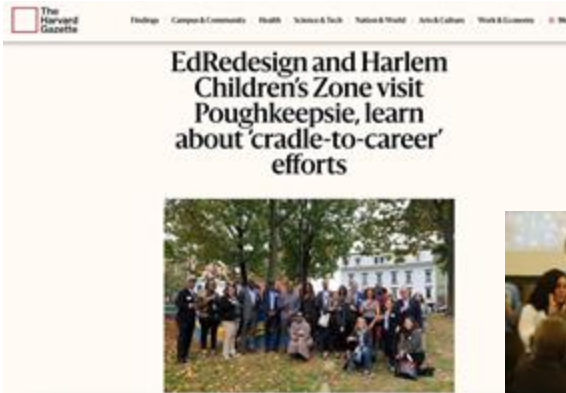 The
Harvard
Gazette
Findings Campus & Community Health Science & Tech Nation & World Arts & Culture Work & Economy
EdRedesign and Harlem
Children's Zone visit
Poughkeepsie, learn
about 'cradle-to-career'
efforts